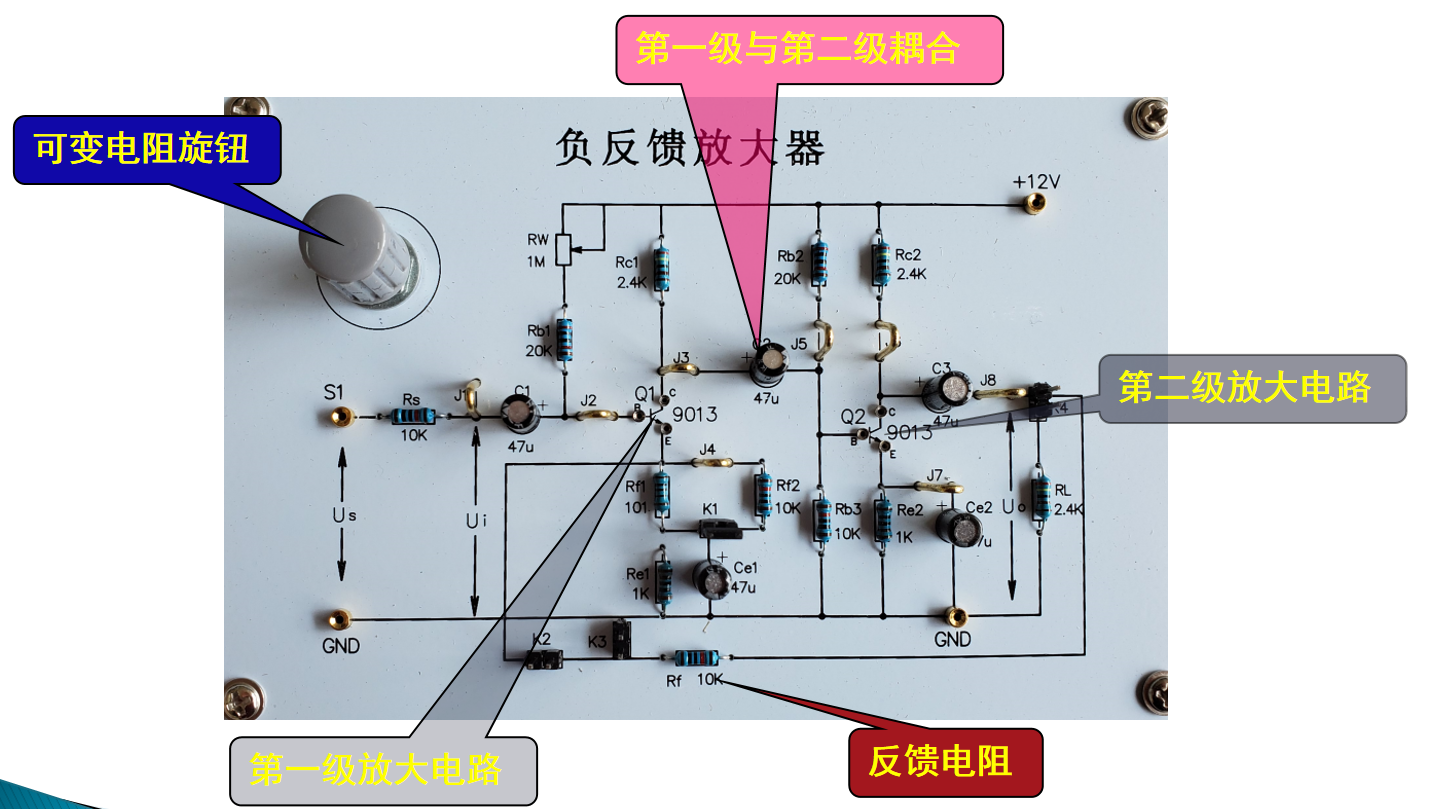 第一级与第二级耦合
可变电阻旋钮
负反馈放大器
+12V
RW
1M
Rc1
2.4K
Rb2
20K
Rc2
2.4K
Rb1
20K
J3
J5
47u
S1
Rs
10K
J1
C1
47u
J2
Q1
C
B
E
9013
C3
47u
J8
K4
第二级放大电路
Q2
C
B
E
9013
J4
Rf1
101
Rf2
10K
K1
Rb3
10K
J7
Re2
1K
Ce2
Uo
RL
2.4K
Us
Ui
Re1
1K
Ce1
47u
GND
GND
K2
K3
Rf 10K
第一级放大电路
反馈电阻